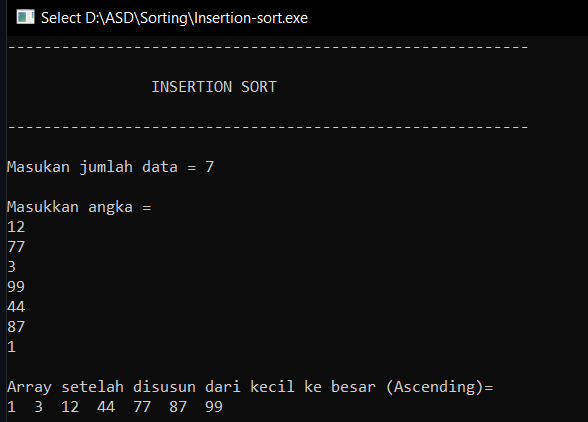 Select D:\ASD\Sorting\Insertion-sort.exe
----------------------------------------------------------
INSERTION SORT
----------------------------------------------------------
Masukan jumlah data = 7
Masukkan angka =
12
77
3
99
44
87
1
Array setelah disusun dari kecil ke besar (Ascending)=
1  3  12  44  77  87  99